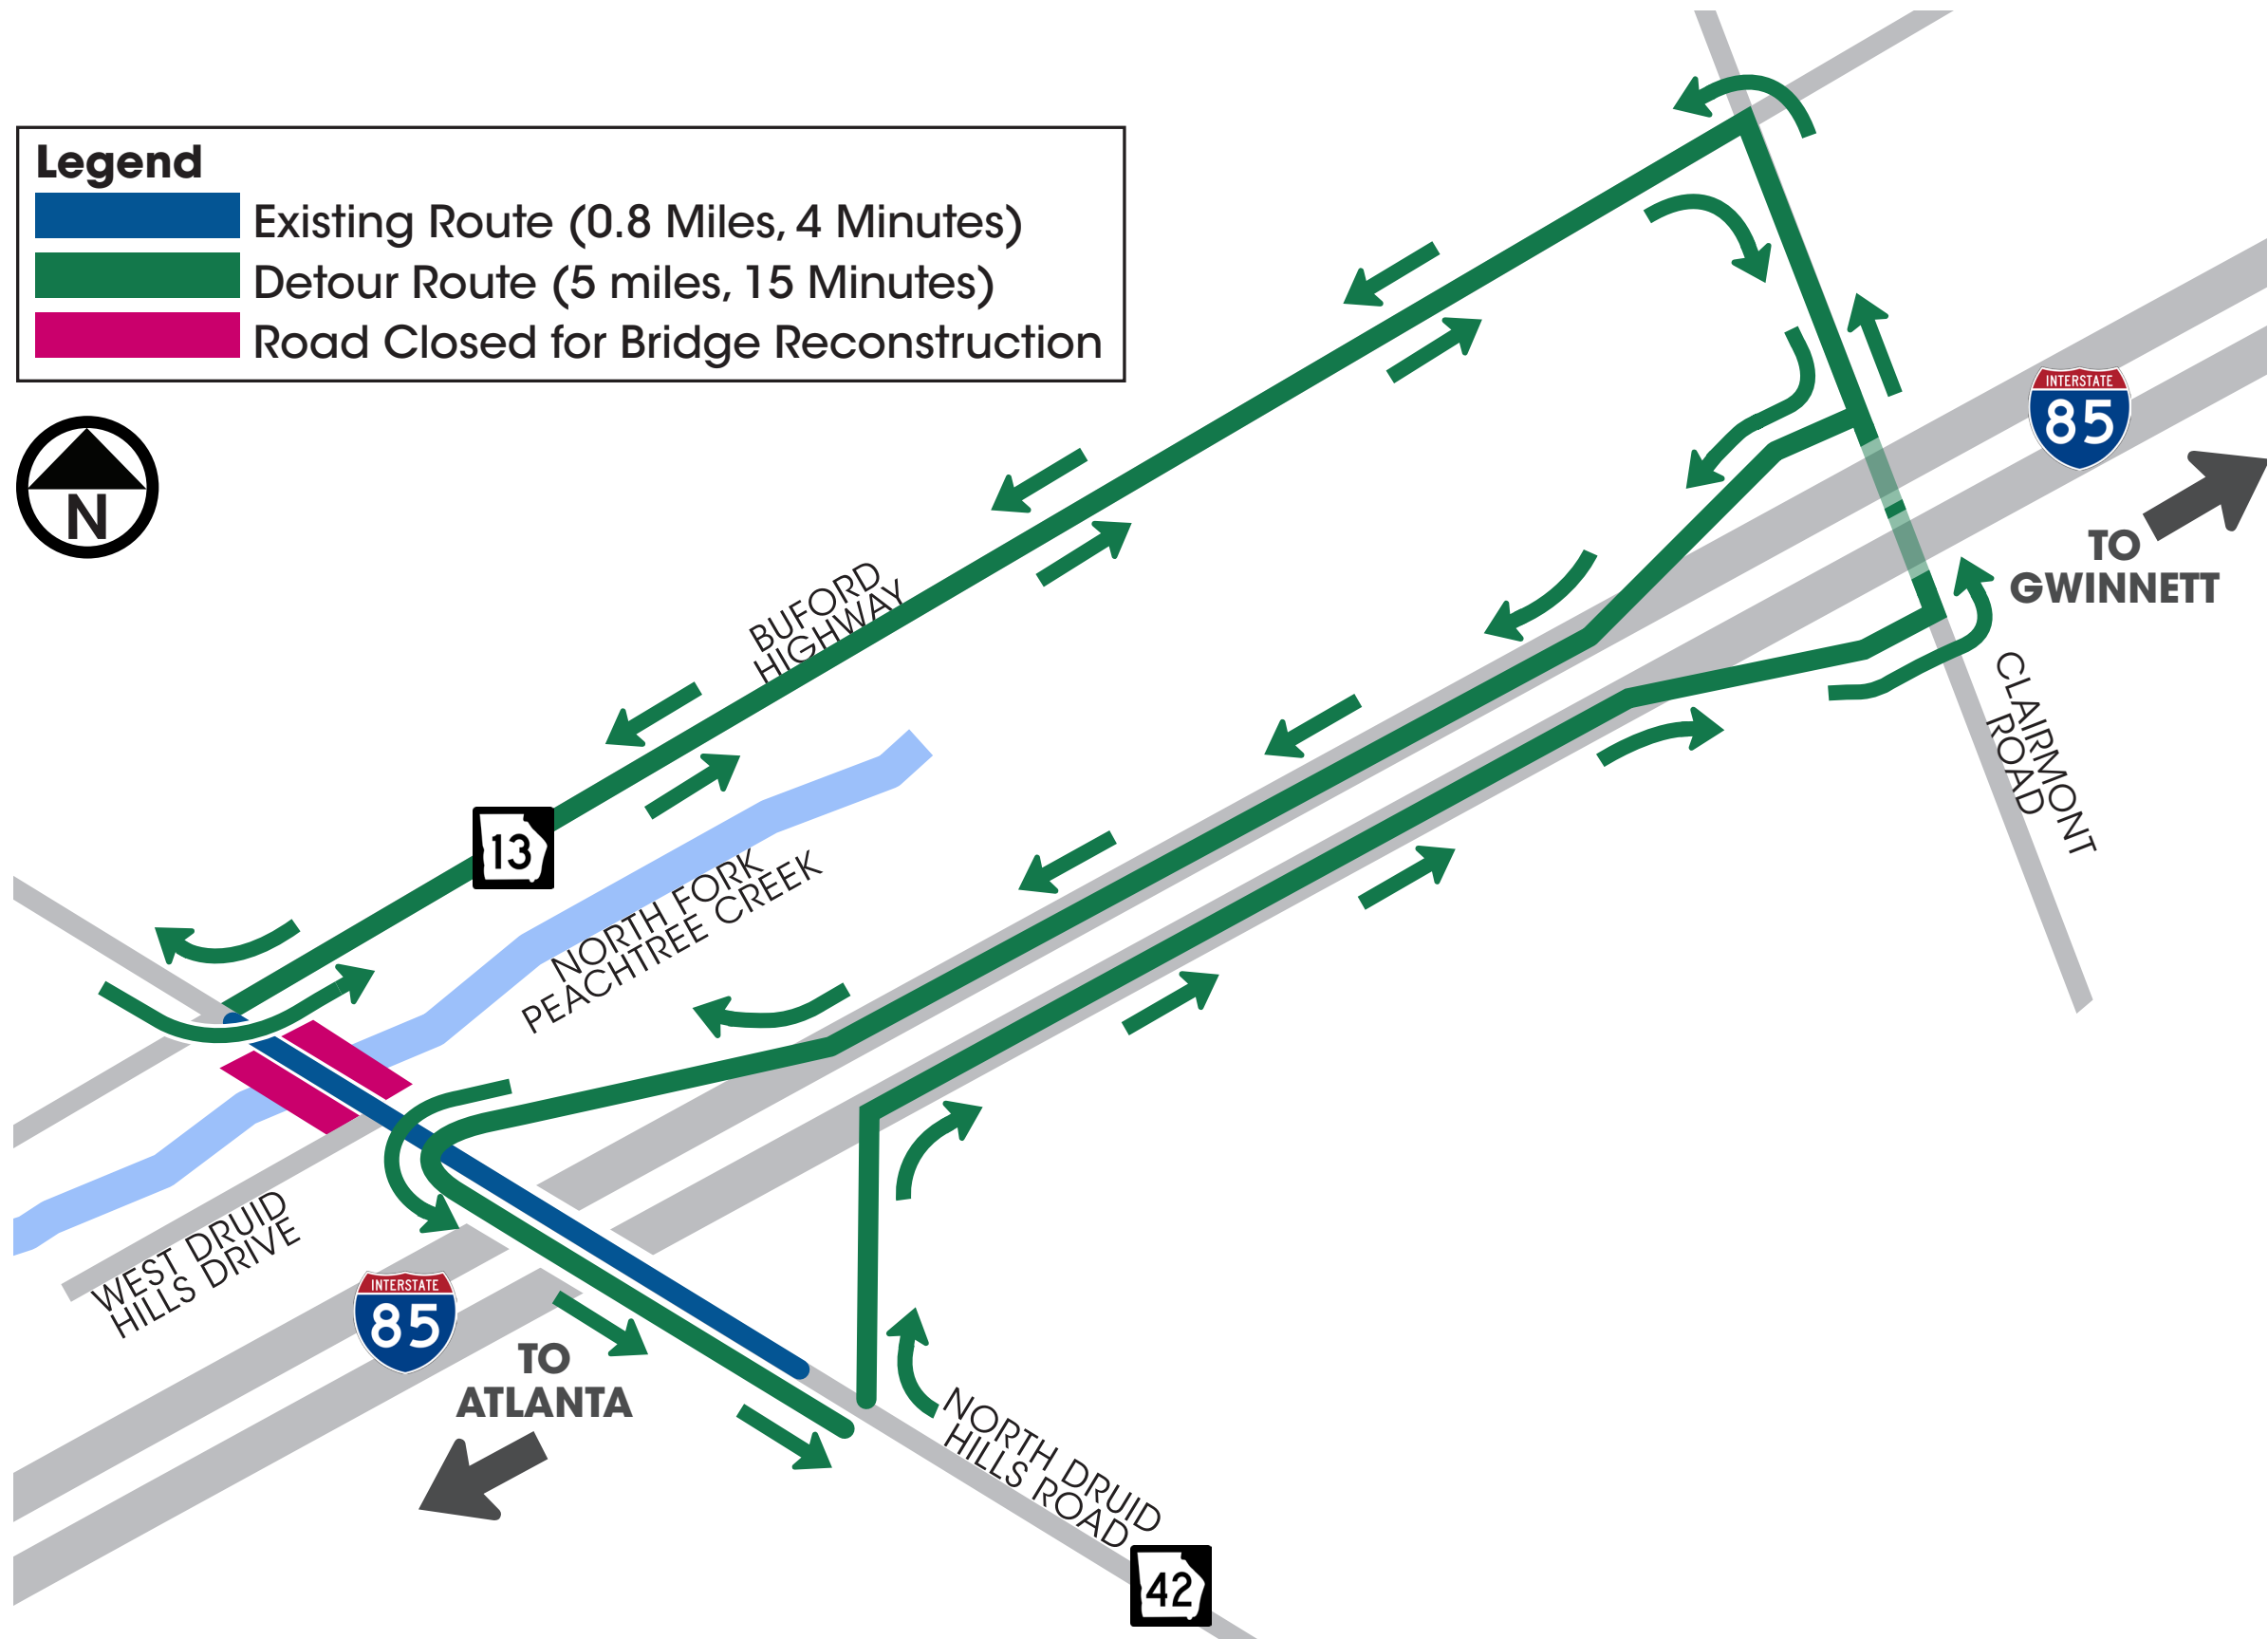 Legend
Existing Route (0.8 Miles, 4 Minutes)
Detour Route (5 miles, 15 Minutes)
Road Closed for Bridge Reconstruction
N
INTERSTATE
85
TO
GWINNETT
BUFORD
HIGHWAY
CLAIRMONT
ROAD
13
NORTH FORK
PEACHTREE CREEK
WEST DRUID
HILLS DRIVE
INTERSTATE
85
TO
ATLANTA
NORTH DRUID
HILLS ROAD
42